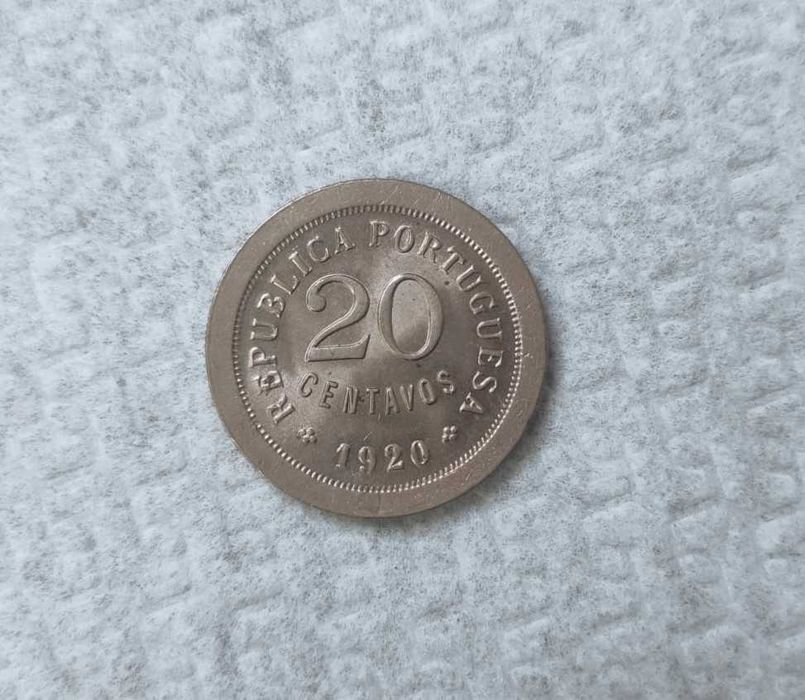 REPUBLICA PORTUGUESA
20
CENTAVOS
1920